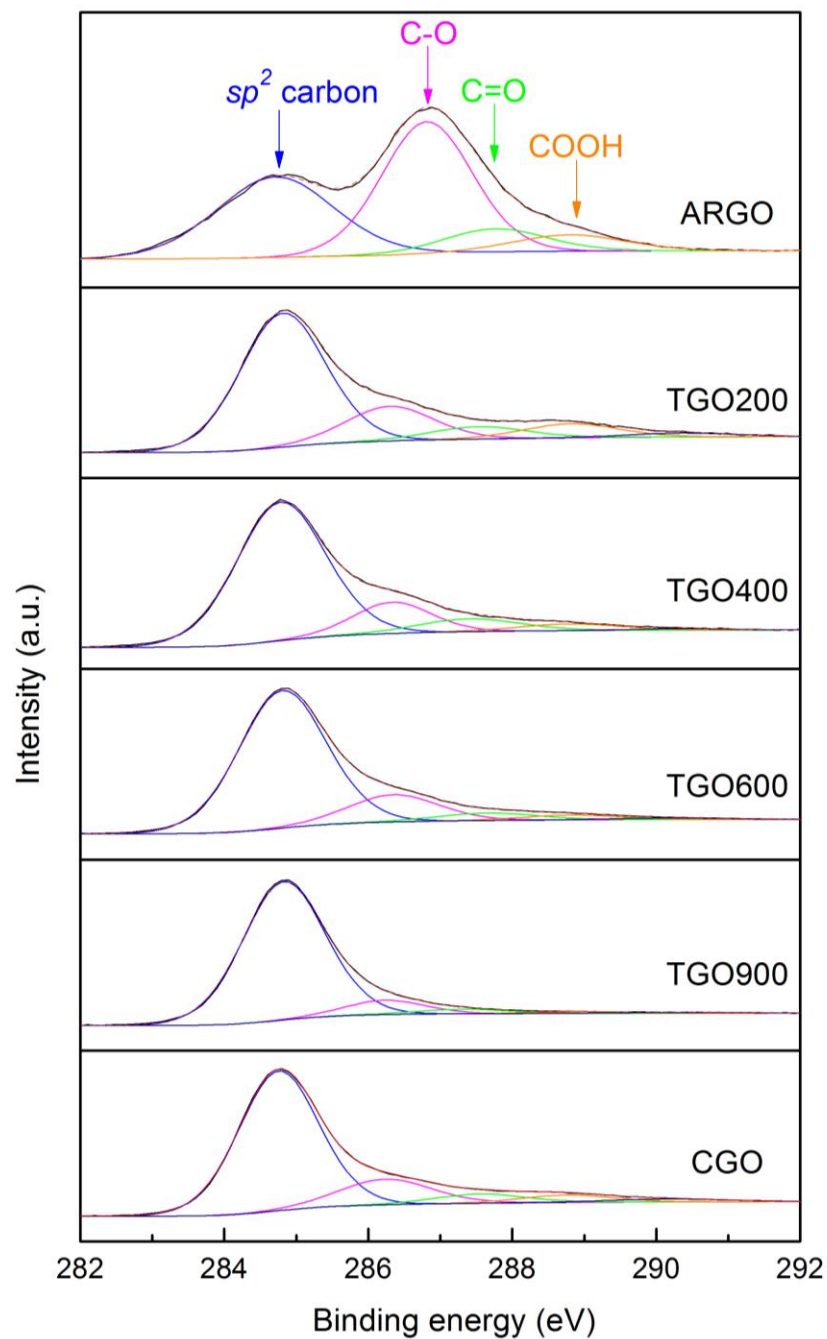 C-O
sp² carbon
C=O
COOH
ARGO
TGO200
TGO400
TGO600
TGO900
CGO
Intensity (a.u.)
282 284 286 288 290 292
Binding energy (eV)